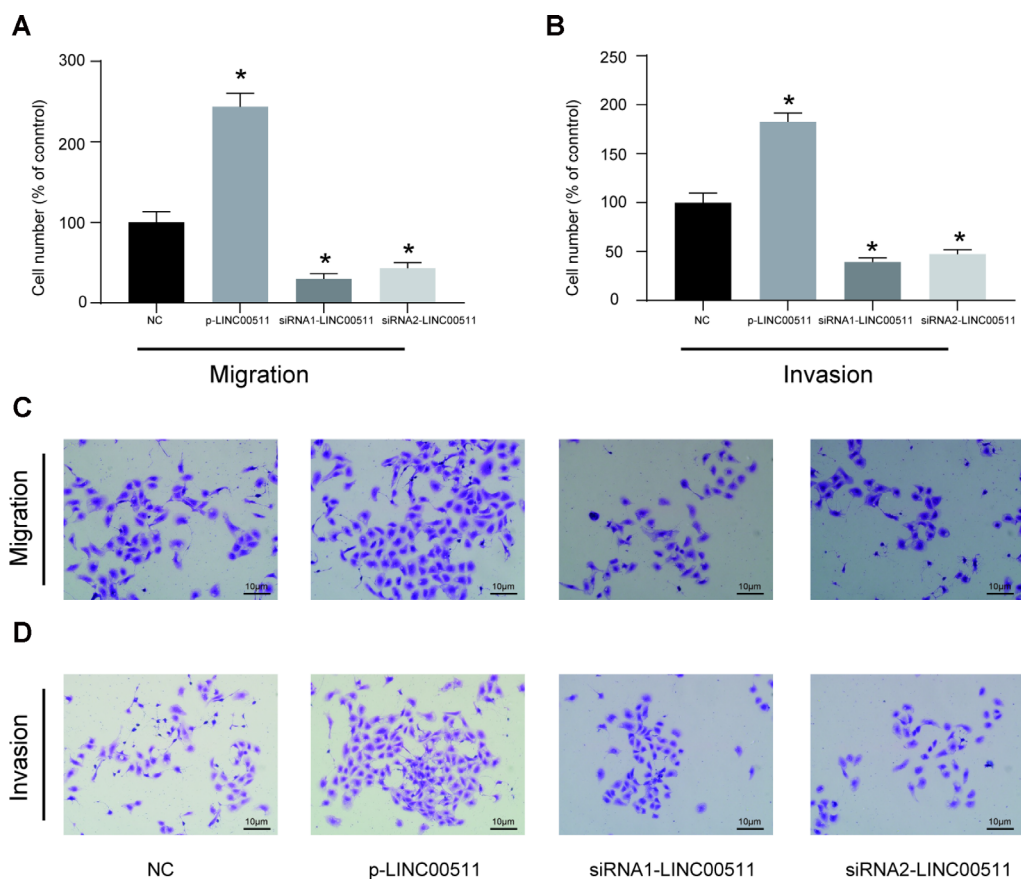 A
Cell number (% of conntrol)
300
200
100
0
*
*
*
NC
p-LINC00511
siRNA1-LINC00511
siRNA2-LINC00511
Migration
B
Cell number (% of conntrol)
250
200
150
100
50
0
*
*
*
NC
p-LINC00511
siRNA1-LINC00511
siRNA2-LINC00511
Invasion
C
Migration
10μm
10μm
10μm
10μm
D
Invasion
10μm
10μm
10μm
10μm
NC
p-LINC00511
siRNA1-LINC00511
siRNA2-LINC00511